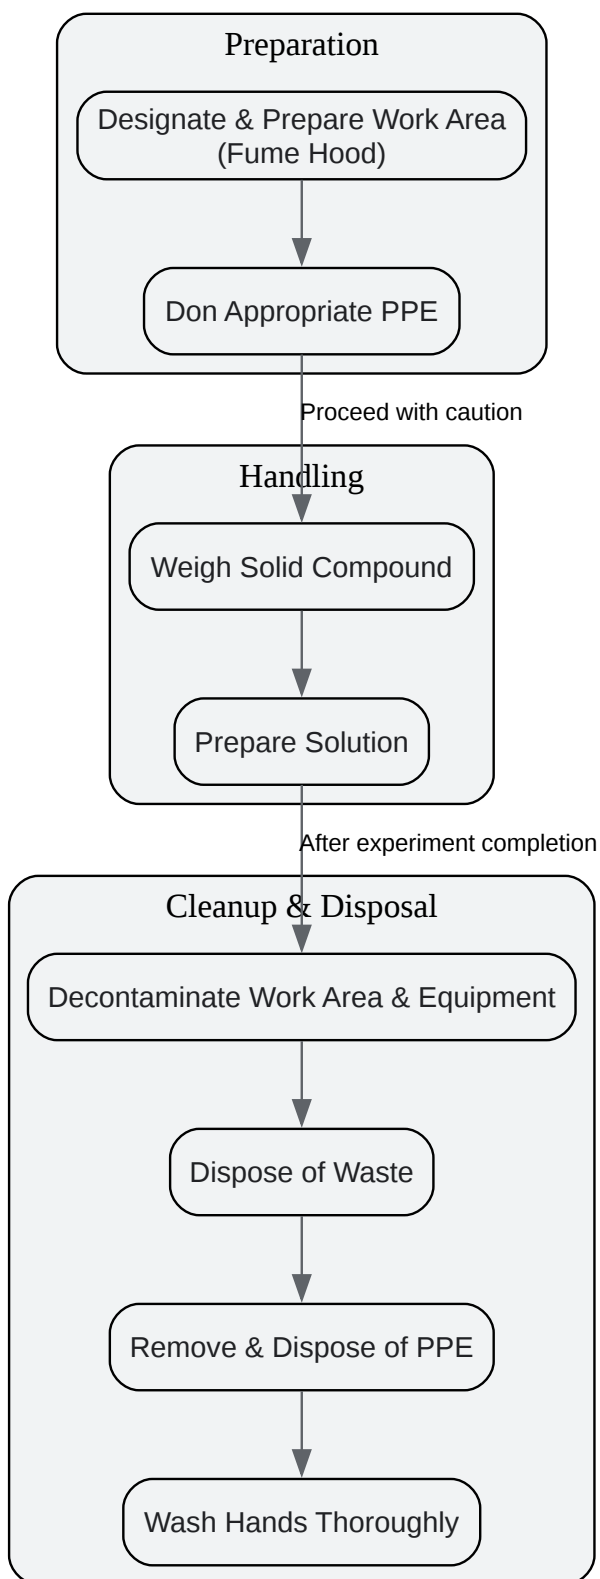 Preparation
Designate & Prepare Work Area
(Fume Hood)
Don Appropriate PPE
Proceed with caution
Handling
Weigh Solid Compound
Prepare Solution
After experiment completion
Cleanup & Disposal
Decontaminate Work Area & Equipment
Dispose of Waste
Remove & Dispose of PPE
Wash Hands Thoroughly